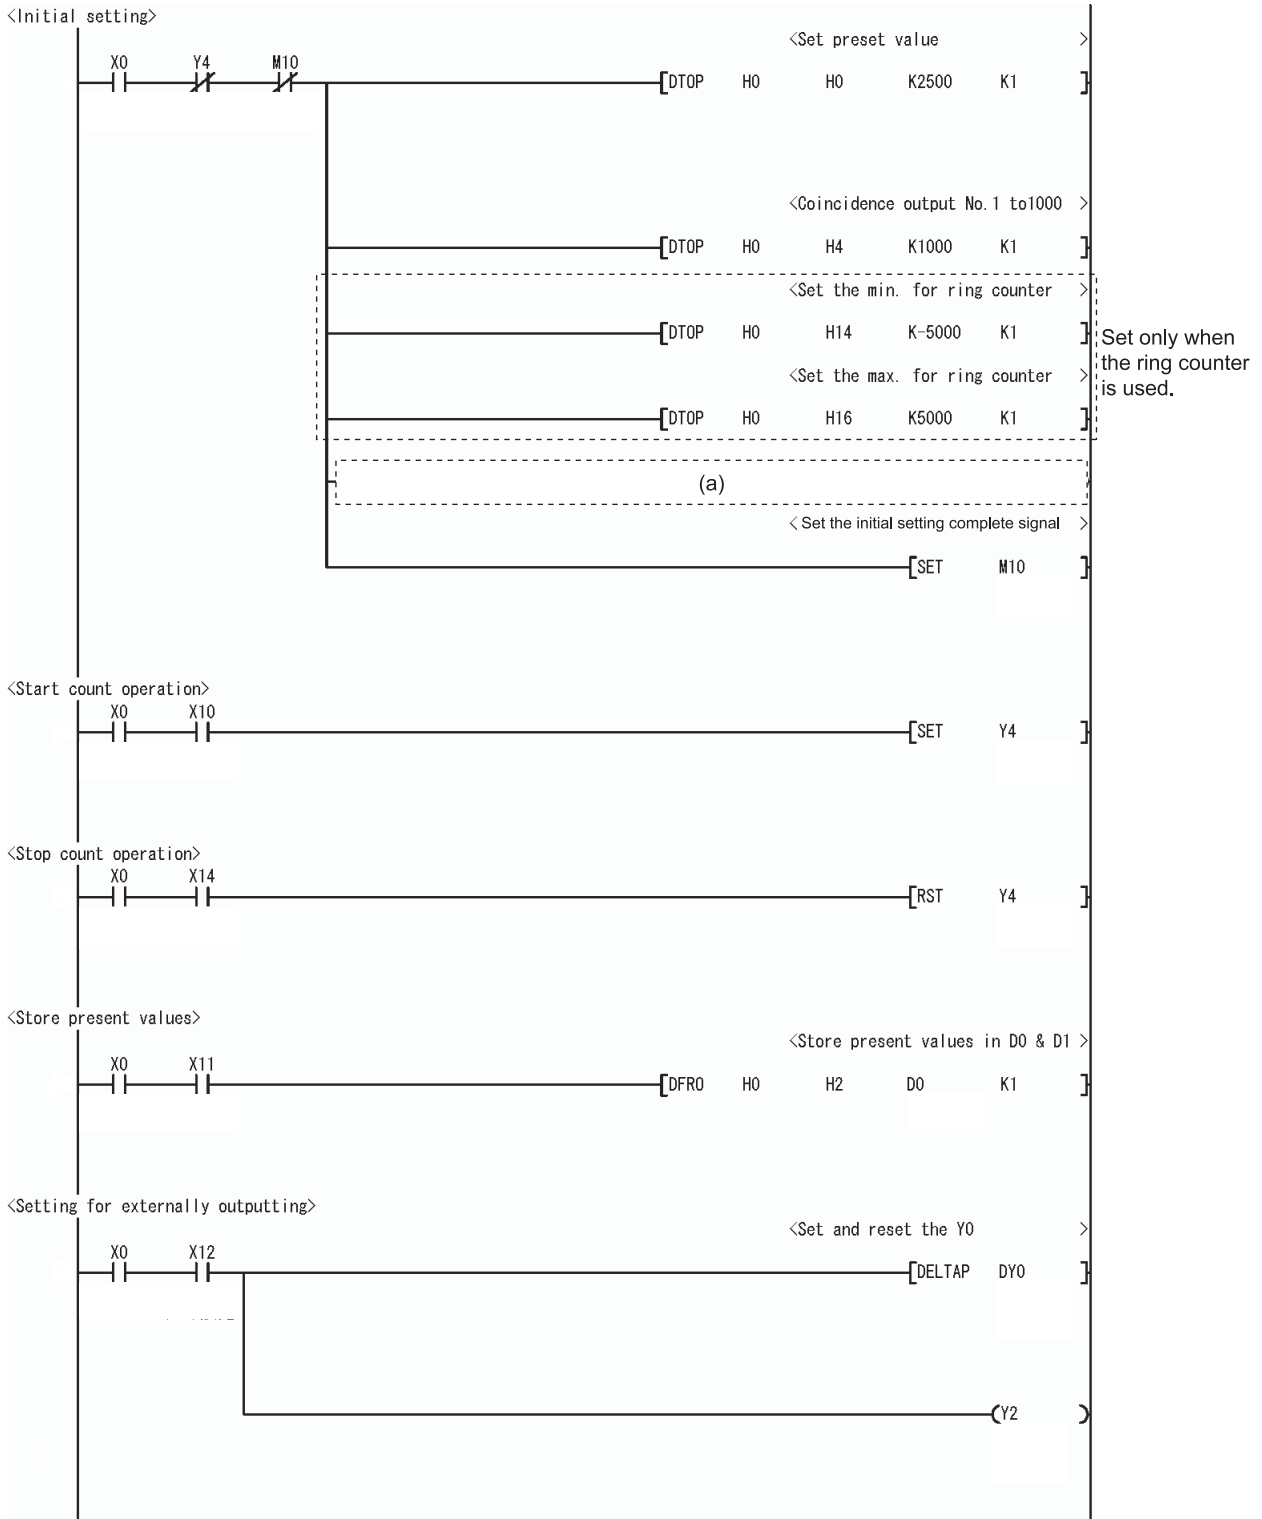 <Initial setting>
<Set preset value >
X0 Y4 M10
[DTOP H0 H0 K2500 K1 ]
<Coincidence output No.1 to1000 >
[DTOP H0 H4 K1000 K1 ]
<Set the min. for ring counter >
[DTOP H0 H14 K-5000 K1 ]
<Set the max. for ring counter >
[DTOP H0 H16 K5000 K1 ]
Set only when
the ring counter
is used.
(a)
< Set the initial setting complete signal >
[SET M10 ]
<Start count operation>
X0 X10
[SET Y4 ]
<Stop count operation>
X0 X14
[RST Y4 ]
<Store present values>
<Store present values in D0 & D1 >
X0 X11
[DFRO H0 H2 D0 K1 ]
<Setting for externally outputting>
<Set and reset the Y0 >
X0 X12
[DELTAP DY0 ]
(Y2 )